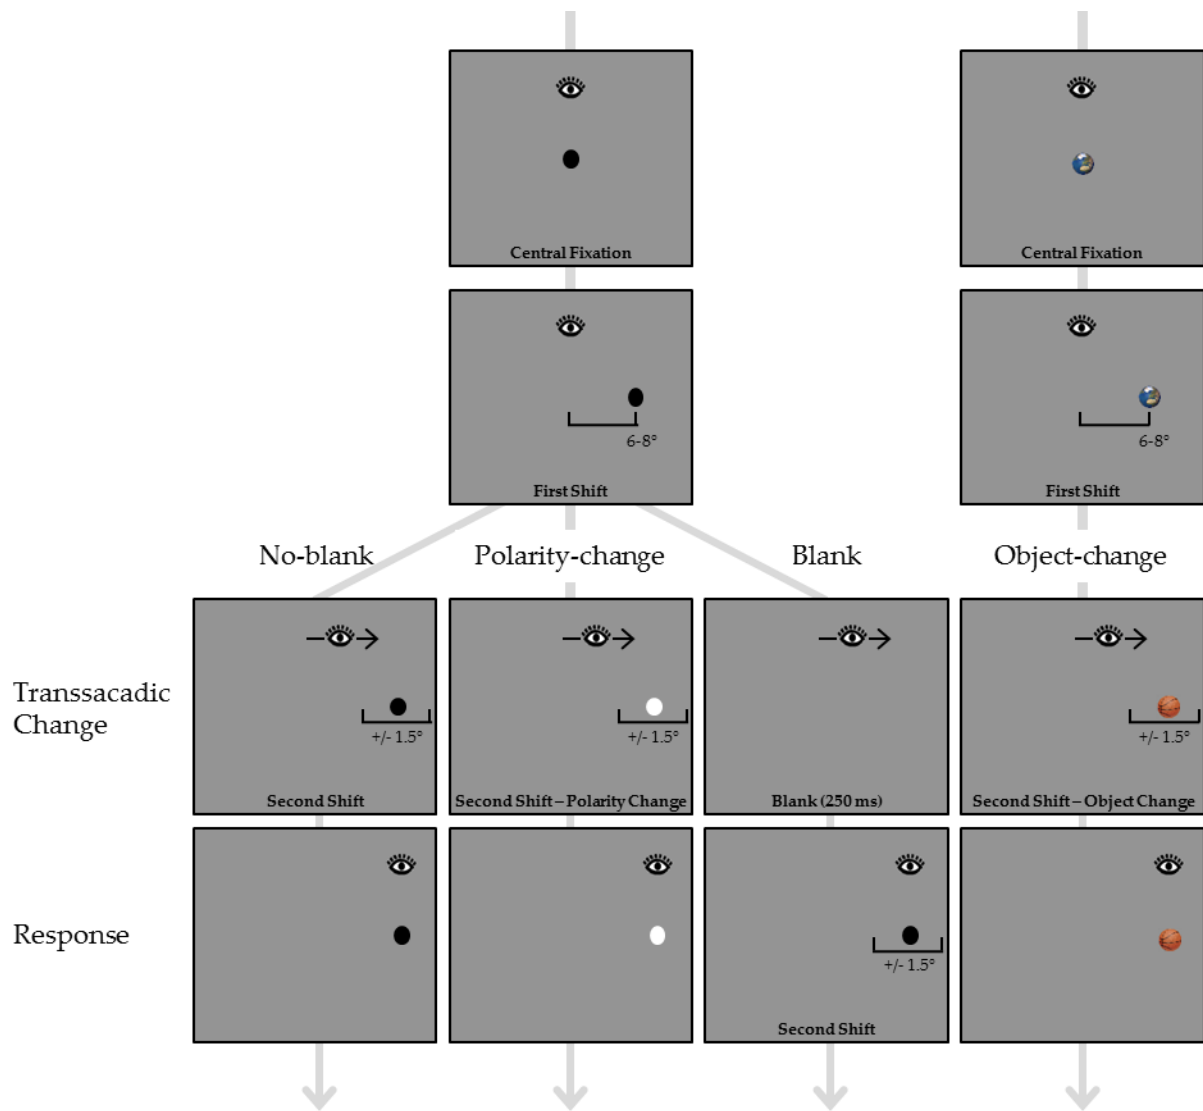 Central Fixation
Central Fixation
6-8°
6-8°
First Shift
First Shift
No-blank
Polarity-change
Blank
Object-change
Transsacadic
Change
+/- 1.5°
+/- 1.5°
+/- 1.5°
Second Shift
Second Shift – Polarity Change
Blank (250 ms)
Second Shift – Object Change
Response
+/- 1.5°
Second Shift